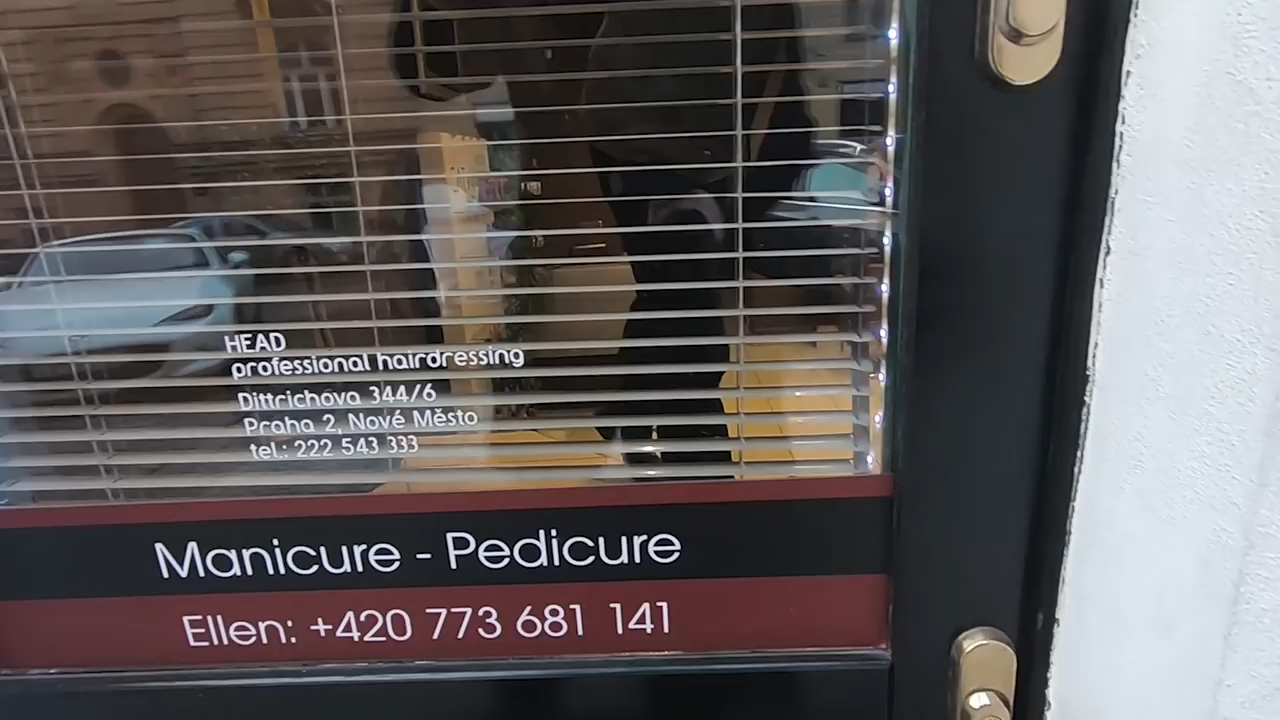 HEAD
professional hairdressing
Dittrichova 344/6
Praha 2, Nové Město
tel.: 222 543 333
Manicure - Pedicure
Ellen: +420 773 681 141